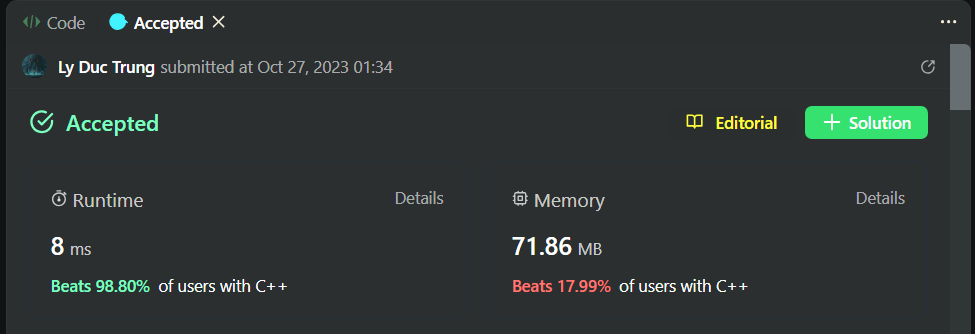 </> Code Accepted
Ly Duc Trung submitted at Oct 27, 2023 01:34
Accepted Editorial Solution
Runtime Details Memory Details
8 ms 71.86 MB
Beats 98.80% of users with C++ Beats 17.99% of users with C++